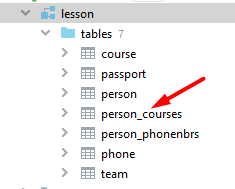 lesson
tables 7
course
passport
person
person_courses
person_phonenbrs
phone
team